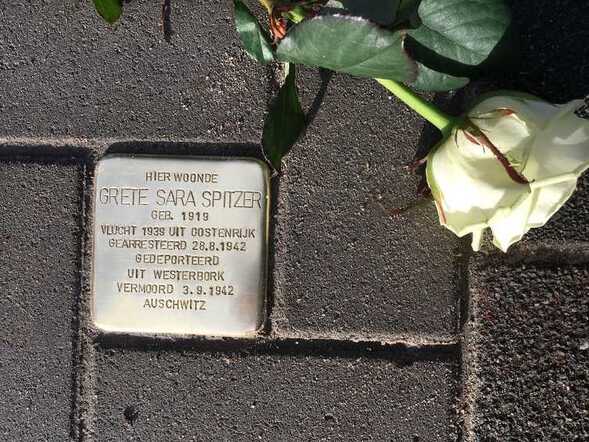 HIER WOONDE
GRETE SARA SPITZER
GEB. 1919
VLUCHT 1938 UIT OOSTENRIJK
GEARRESTEERD 28.8.1942
GEDEPORTEERD
UIT WESTERBORK
VERMOORD 3.9.1942
AUSCHWITZ